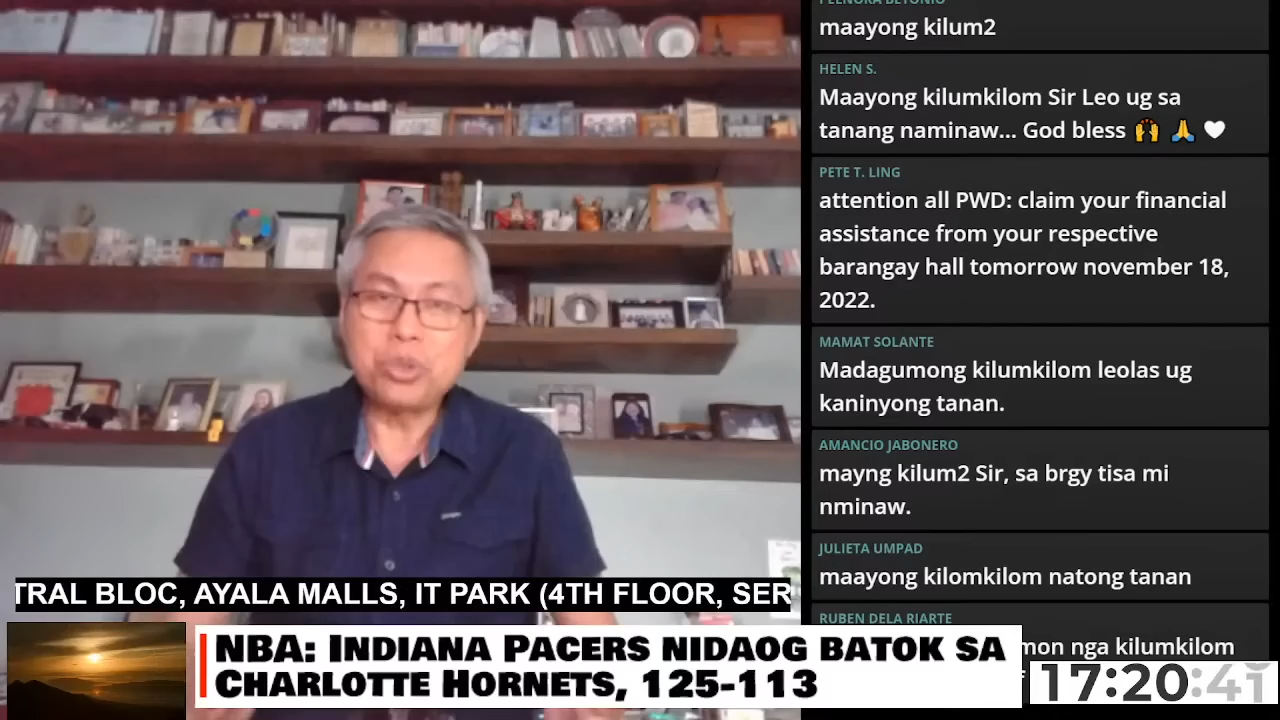 maayong kilum2
HELEN S.
Maayong kilumkilom Sir Leo ug sa
tanang naminaw... God bless 🙌 🙏 🤍
PETE T. LING
attention all PWD: claim your financial
assistance from your respective
barangay hall tomorrow november 18,
2022.
MAMAT SOLANTE
Madagumong kilumkilom leolas ug
kaninyong tanan.
AMANCIO JABONERO
mayng kilum2 Sir, sa brgy tisa mi
nminaw.
JULIETA UMPAD
maayong kilomkilom natong tanan
RUBEN DELA RIARTE
mon nga kilumkilom
TRAL BLOC, AYALA MALLS, IT PARK (4TH FLOOR, SER
NBA: INDIANA PACERS NIDAOG BATOK SA
CHARLOTTE HORNETS, 125-113
17:20